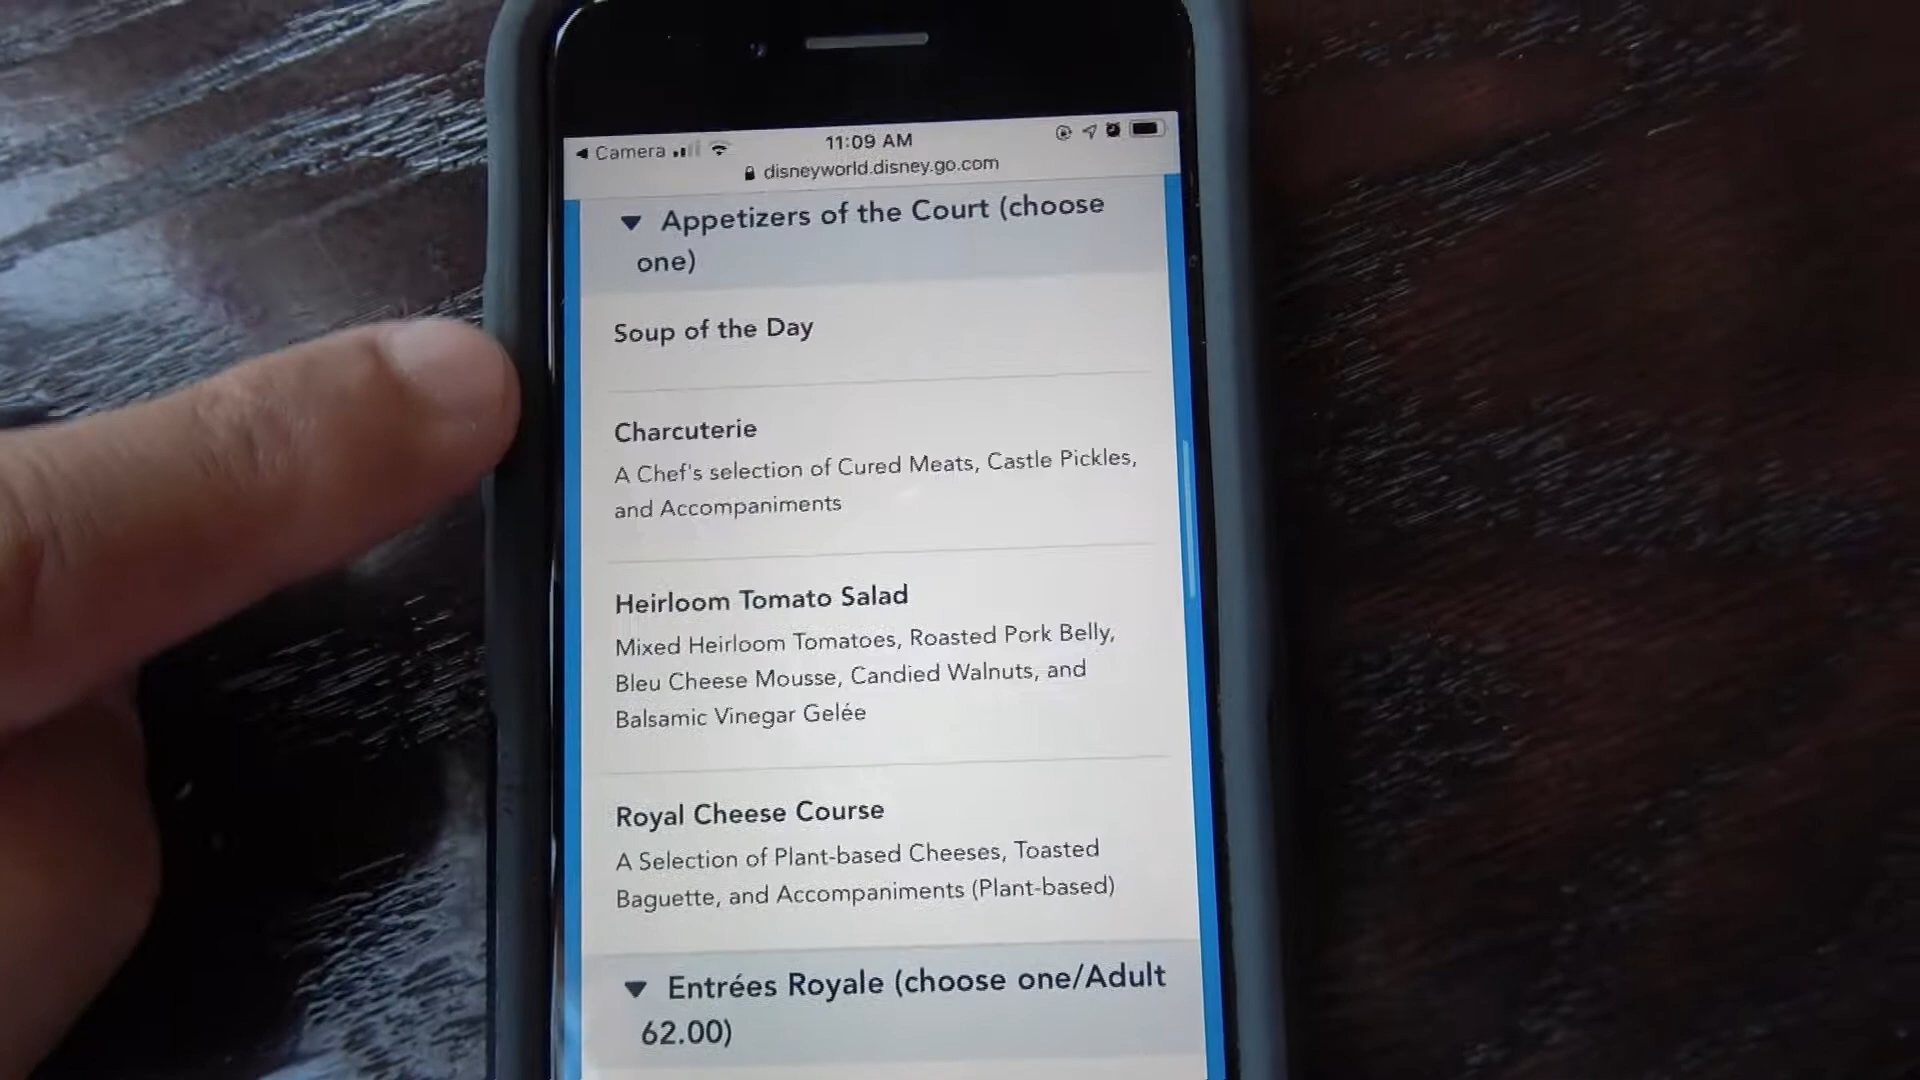 ◀ Camera 11:09 AM
disneyworld.disney.go.com
▼ Appetizers of the Court (choose
one)
Soup of the Day
Charcuterie
A Chef's selection of Cured Meats, Castle Pickles,
and Accompaniments
Heirloom Tomato Salad
Mixed Heirloom Tomatoes, Roasted Pork Belly,
Bleu Cheese Mousse, Candied Walnuts, and
Balsamic Vinegar Gelée
Royal Cheese Course
A Selection of Plant-based Cheeses, Toasted
Baguette, and Accompaniments (Plant-based)
▼ Entrées Royale (choose one/Adult
62.00)